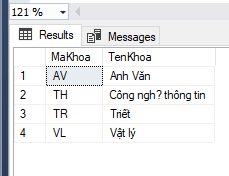 121 %
Results Messages
MaKhoa TenKhoa
1 AV Anh Văn
2 TH Công ngh? thông tin
3 TR Triết
4 VL Vật lý